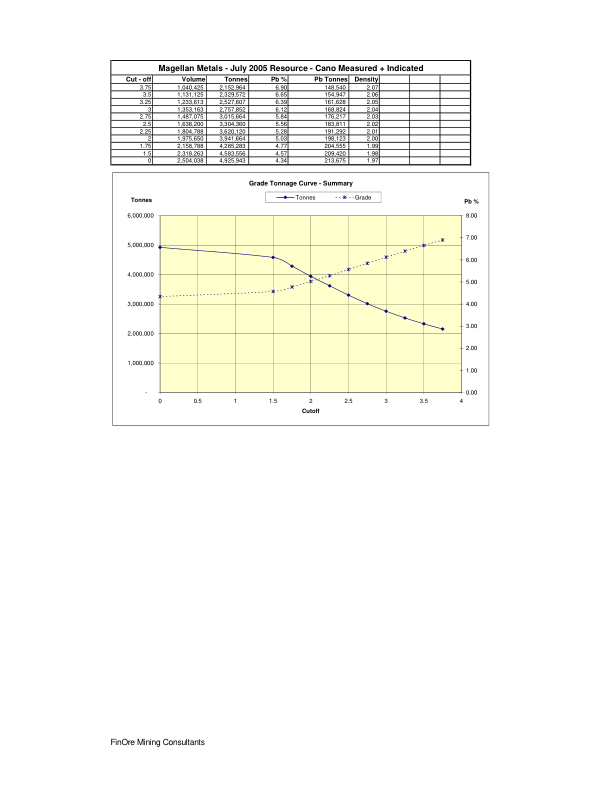 Magellan Metals - July 2005 Resource - Cano Measured + Indicated
Cut - off Volume Tonnes Pb % Pb Tonnes Density
3.75 1,040,425 2,152,964 6.90 148,540 2.07
3.5 1,131,125 2,329,572 6.65 154,947 2.06
3.25 1,233,613 2,527,607 6.39 161,628 2.05
3 1,353,163 2,757,852 6.12 168,824 2.04
2.75 1,487,075 3,015,664 5.84 176,217 2.03
2.5 1,638,200 3,304,360 5.56 183,811 2.02
2.25 1,804,788 3,620,120 5.28 191,292 2.01
2 1,975,650 3,941,664 5.03 198,123 2.00
1.75 2,158,788 4,285,283 4.77 204,555 1.99
1.5 2,318,263 4,583,556 4.57 209,420 1.98
0 2,504,038 4,925,943 4.34 213,675 1.97
Grade Tonnage Curve - Summary
Tonnes Grade
Tonnes Pb %
6,000,000 8.00
7.00
5,000,000
6.00
4,000,000 5.00
3,000,000 4.00
3.00
2,000,000
2.00
1,000,000
1.00
- 0.00
0 0.5 1 1.5 2 2.5 3 3.5 4
Cutoff
FinOre Mining Consultants